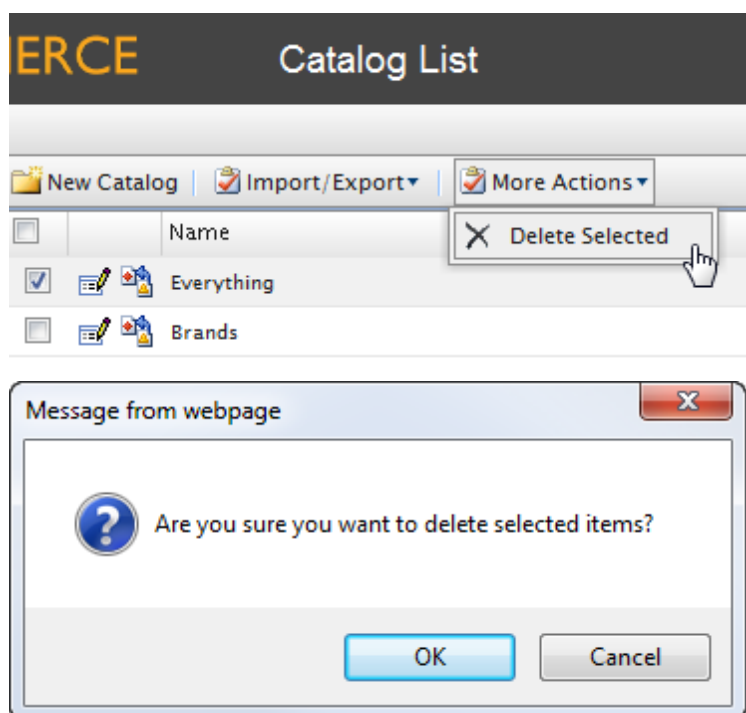 IERCE Catalog List
New Catalog Import/Export More Actions
Name Delete Selected
Everything
Brands
Message from webpage
Are you sure you want to delete selected items?
OK Cancel